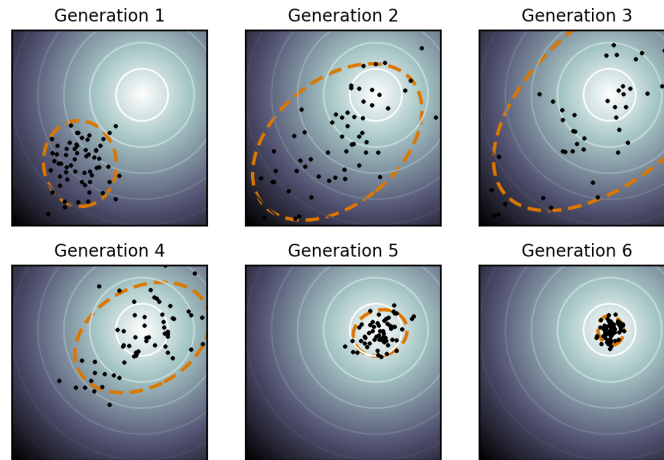 Generation 1
Generation 2
Generation 3
Generation 4
Generation 5
Generation 6